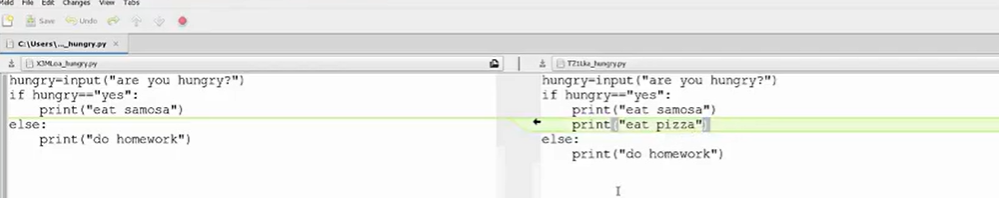 Meld File Edit Changes View Tabs
Save Undo
C:\Users\..._hungry.py ×
X3MLoa_hungry.py
hungry=input("are you hungry?")
if hungry=="yes":
    print("eat samosa")
else:
    print("do homework")
hungry=input("are you hungry?")
if hungry=="yes":
    print("eat samosa")
    print("eat pizza")
else:
    print("do homework")